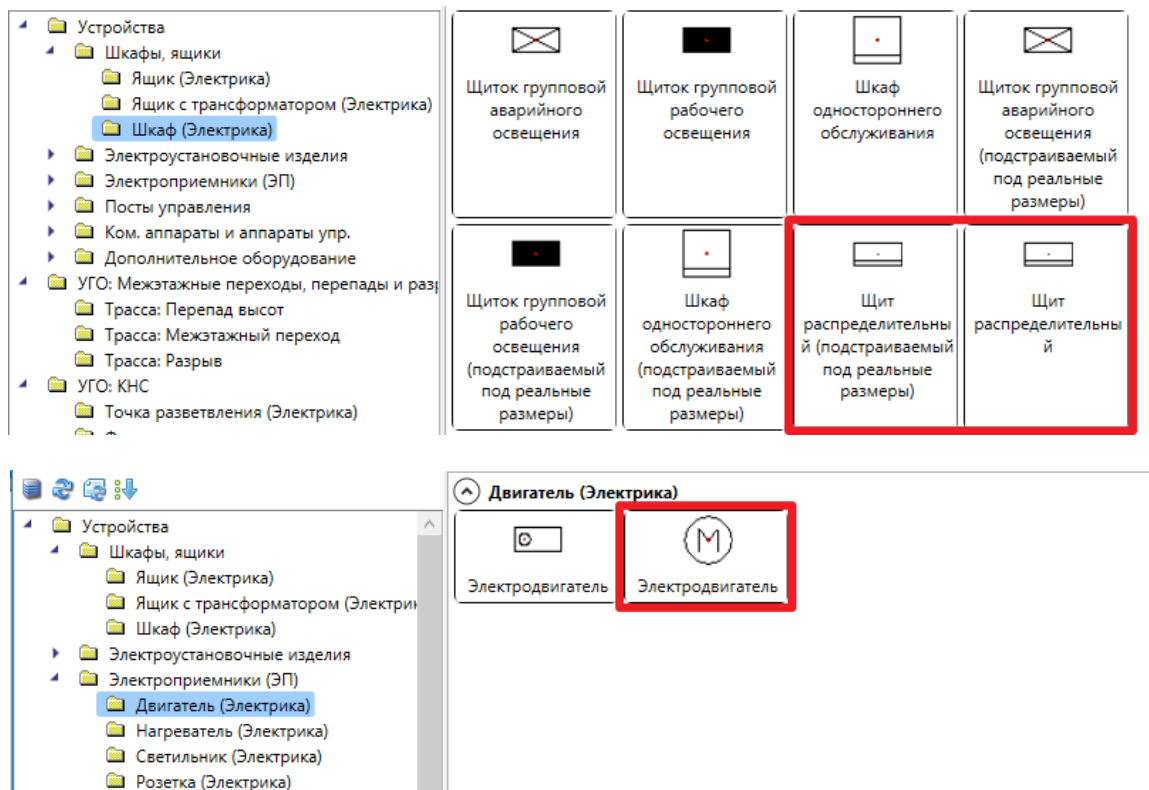 Устройства
Шкафы, ящики
Ящик (Электрика)
Ящик с трансформатором (Электрика)
Шкаф (Электрика)
Электроустановочные изделия
Электроприемники (ЭП)
Посты управления
Ком. аппараты и аппараты упр.
Дополнительное оборудование
УГО: Межэтажные переходы, перепады и раз
Трасса: Перепад высот
Трасса: Межэтажный переход
Трасса: Разрыв
УГО: КНС
Точка разветвления (Электрика)
Щиток групповой
аварийного
освещения
Щиток групповой
рабочего
освещения
Шкаф
одностороннего
обслуживания
Щиток групповой
аварийного
освещения
(подстраиваемый
под реальные
размеры)
Щиток групповой
рабочего
освещения
(подстраиваемый
под реальные
размеры)
Шкаф
одностороннего
обслуживания
(подстраиваемый
под реальные
размеры)
Щит
распределительны
й (подстраиваемый
под реальные
размеры)
Щит
распределительны
й
Устройства
Шкафы, ящики
Ящик (Электрика)
Ящик с трансформатором (Электрик
Шкаф (Электрика)
Электроустановочные изделия
Электроприемники (ЭП)
Двигатель (Электрика)
Нагреватель (Электрика)
Светильник (Электрика)
Розетка (Электрика)
Двигатель (Электрика)
Электродвигатель
M
Электродвигатель